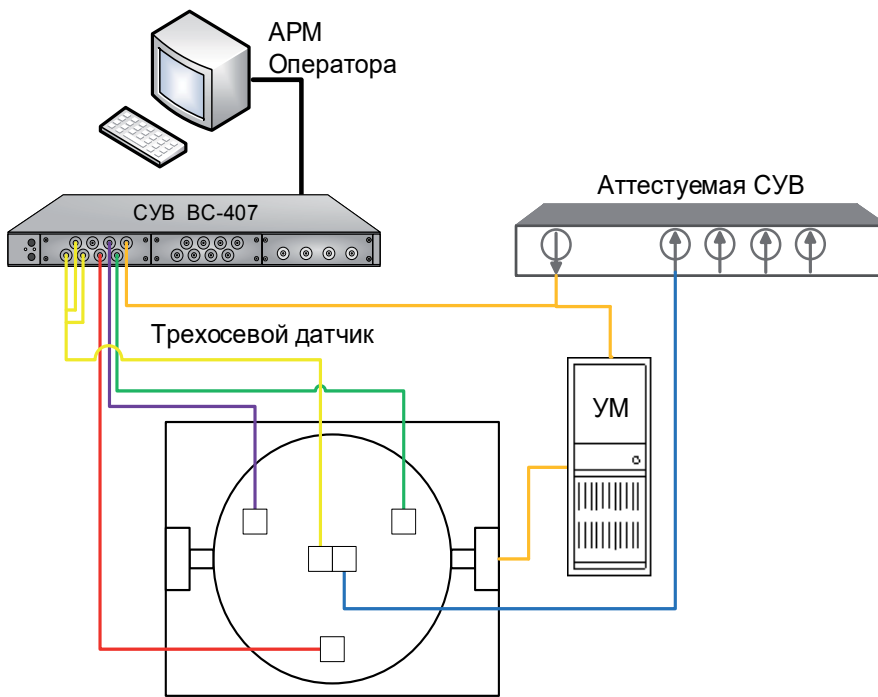 АРМ
Оператора
СУВ ВС-407
Аттестуемая СУВ
Трехосевой датчик
УМ